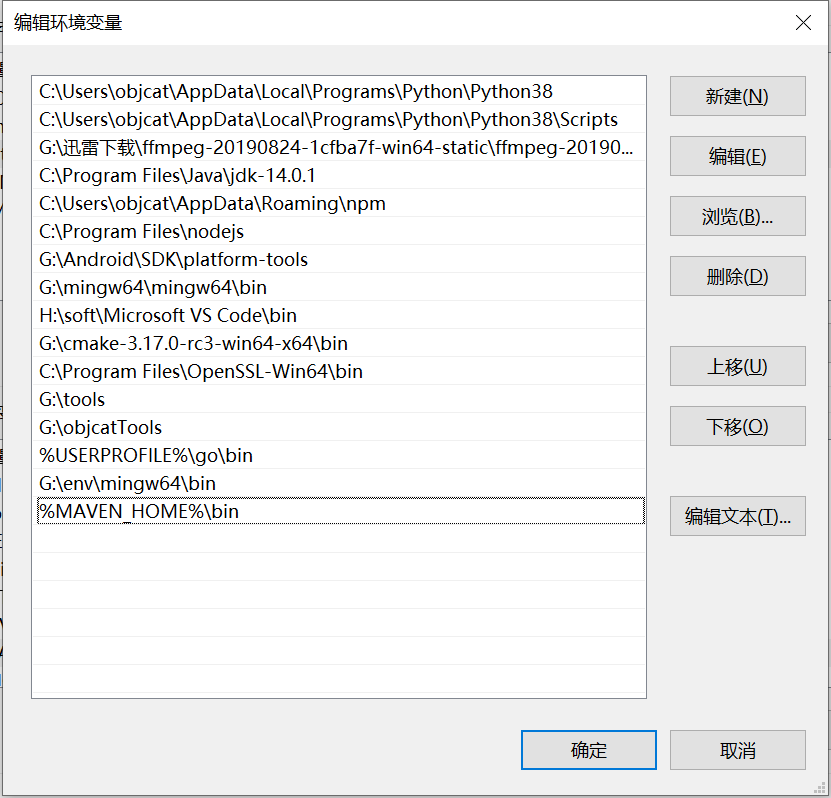 编辑环境变量
C:\Users\objcat\AppData\Local\Programs\Python\Python38
C:\Users\objcat\AppData\Local\Programs\Python\Python38\Scripts
G:\迅雷下载\ffmpeg-20190824-1cfba7f-win64-static\ffmpeg-20190...
C:\Program Files\Java\jdk-14.0.1
C:\Users\objcat\AppData\Roaming\npm
C:\Program Files\nodejs
G:\Android\SDK\platform-tools
G:\mingw64\mingw64\bin
H:\soft\Microsoft VS Code\bin
G:\cmake-3.17.0-rc3-win64-x64\bin
C:\Program Files\OpenSSL-Win64\bin
G:\tools
G:\objcatTools
%USERPROFILE%\go\bin
G:\env\mingw64\bin
%MAVEN_HOME%\bin
新建(N)
编辑(E)
浏览(B)...
删除(D)
上移(U)
下移(O)
编辑文本(T)...
确定
取消